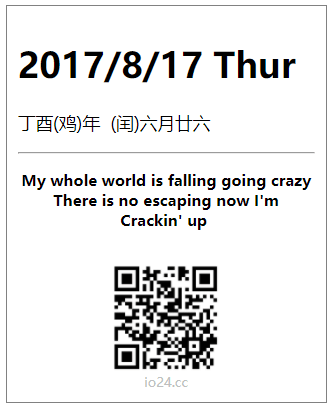 2017/8/17 Thur
丁酉(鸡)年 (闰)六月廿六
My whole world is falling going crazy
There is no escaping now I'm
Crackin' up
io24.cc